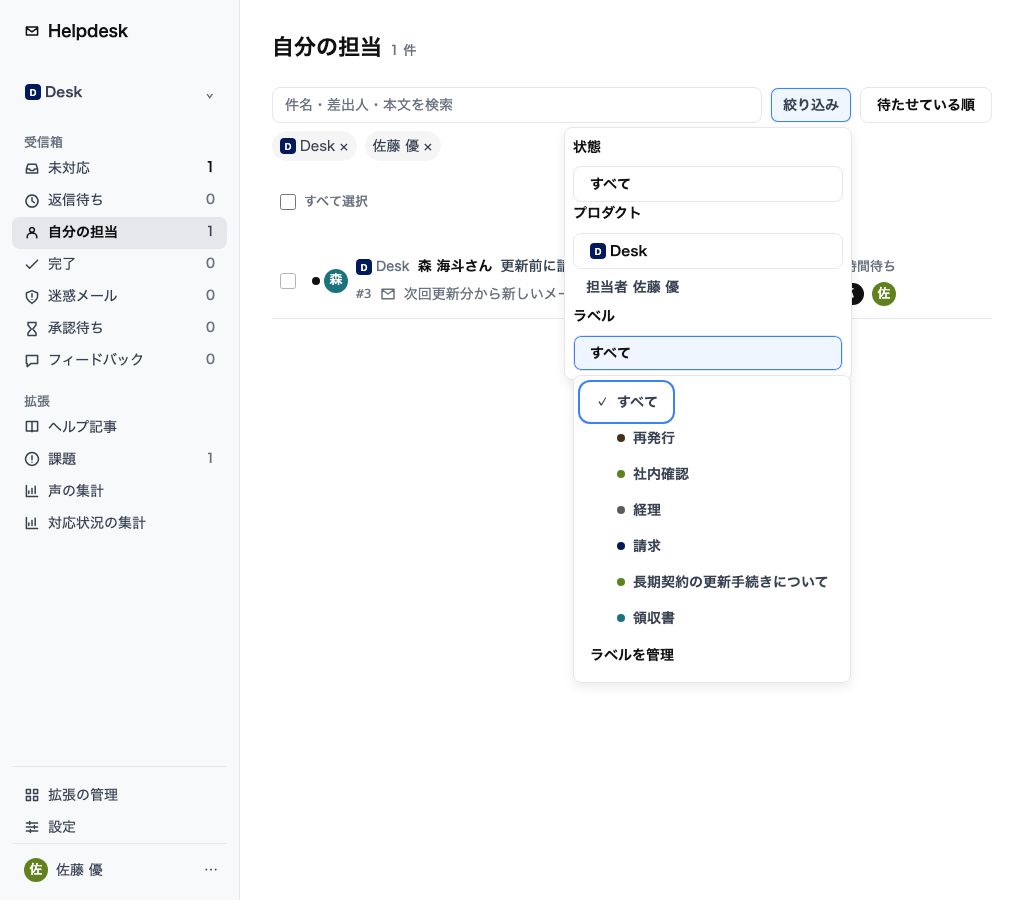 Helpdesk
D Desk
受信箱
未対応 1
返信待ち 0
自分の担当 1
完了 0
迷惑メール 0
承認待ち 0
フィードバック 0
拡張
ヘルプ記事
課題 1
声の集計
対応状況の集計
拡張の管理
設定
佐 佐藤 優 ···
自分の担当 1 件
件名・差出人・本文を検索 絞り込み 待たせている順
D Desk × 佐藤 優 ×
すべて選択
森 D Desk 森 海斗さん 更新前に 時間待ち
#3 次回更新分から新しいメー 佐
状態
すべて
プロダクト
D Desk
担当者 佐藤 優
ラベル
すべて
✓ すべて
再発行
社内確認
経理
請求
長期契約の更新手続きについて
領収書
ラベルを管理